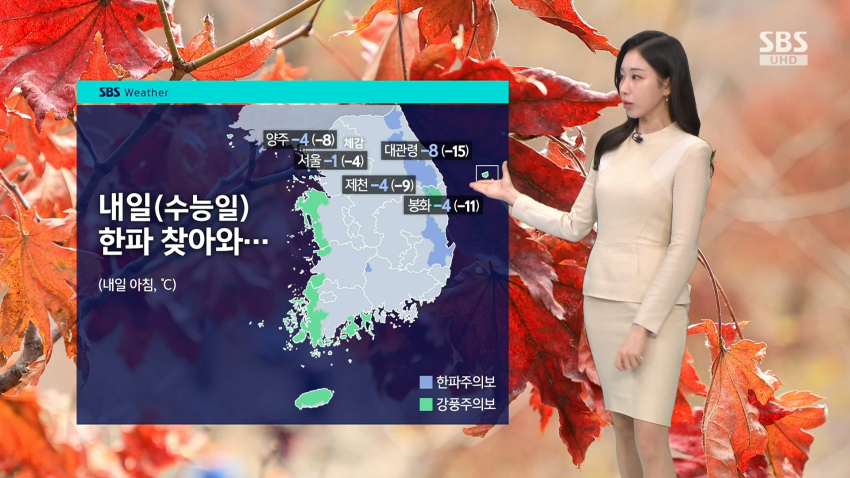 SBS Weather
SBS
UHD
양주 -4 (-8)
체감
서울 -1 (-4)
대관령 -8 (-15)
제천 -4 (-9)
봉화 -4 (-11)
내일(수능일)
한파 찾아와…
(내일 아침, ℃)
한파주의보
강풍주의보